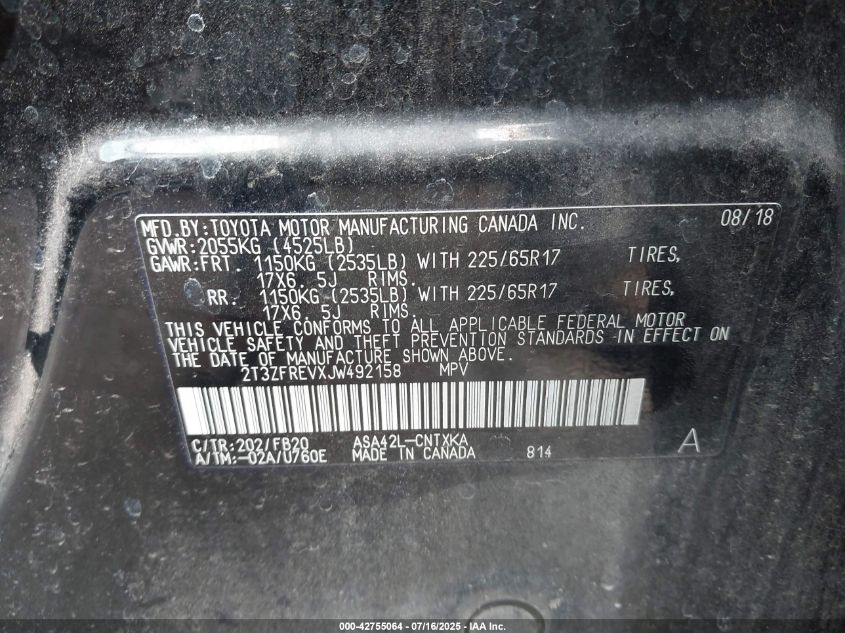 MFD.BY:TOYOTA MOTOR MANUFACTURING CANADA INC. 08/18
GVWR:2055KG (4525LB)
GAWR:FRT. 1150KG (2535LB) WITH 225/65R17 TIRES,
17X6. 5J RIMS.
RR. 1150KG (2535LB) WITH 225/65R17 TIRES,
17X6. 5J RIMS.
THIS VEHICLE CONFORMS TO ALL APPLICABLE FEDERAL MOTOR
VEHICLE SAFETY AND THEFT PREVENTION STANDARDS IN EFFECT ON
THE DATE OF MANUFACTURE SHOWN ABOVE.
2T3ZFREVXJW492158 MPV
C/TR:202/FB20 ASA42L-CNTXKA
A/TM:-02A/U760E MADE IN CANADA 814 A
000-42755064 - 07/16/2025 - IAA Inc.